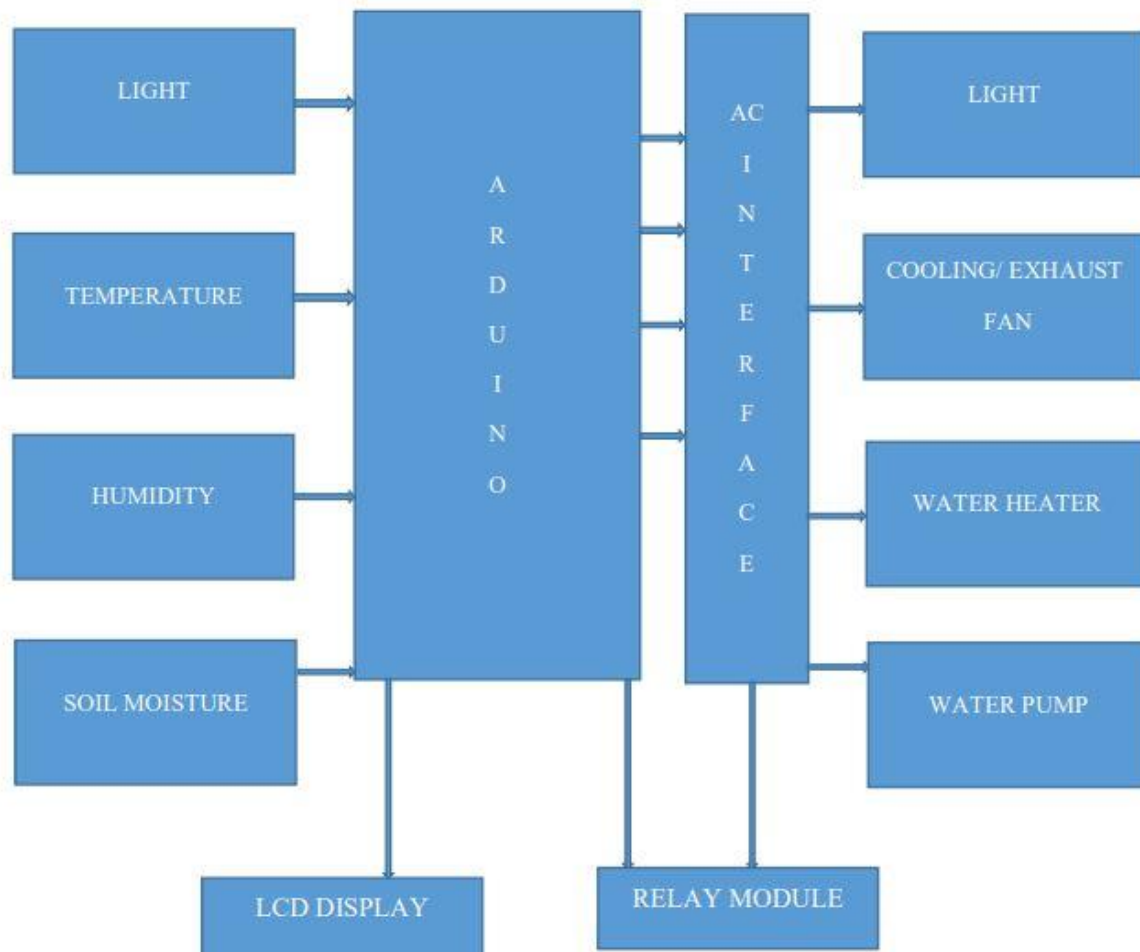 LIGHT
TEMPERATURE
HUMIDITY
SOIL MOISTURE
A
R
D
U
I
N
O
AC
I
N
T
E
R
F
A
C
E
LIGHT
COOLING/ EXHAUST
FAN
WATER HEATER
WATER PUMP
LCD DISPLAY
RELAY MODULE